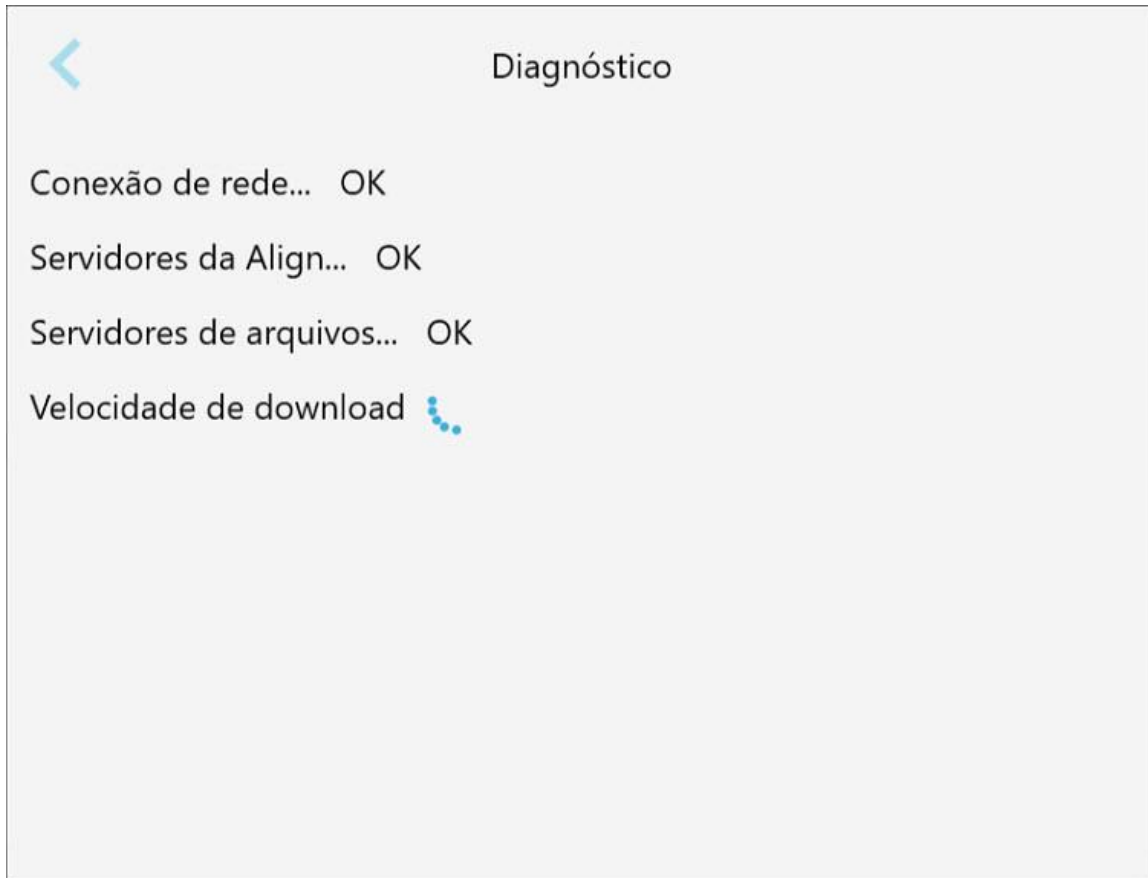 Diagnóstico
Conexão de rede... OK
Servidores da Align... OK
Servidores de arquivos... OK
Velocidade de download